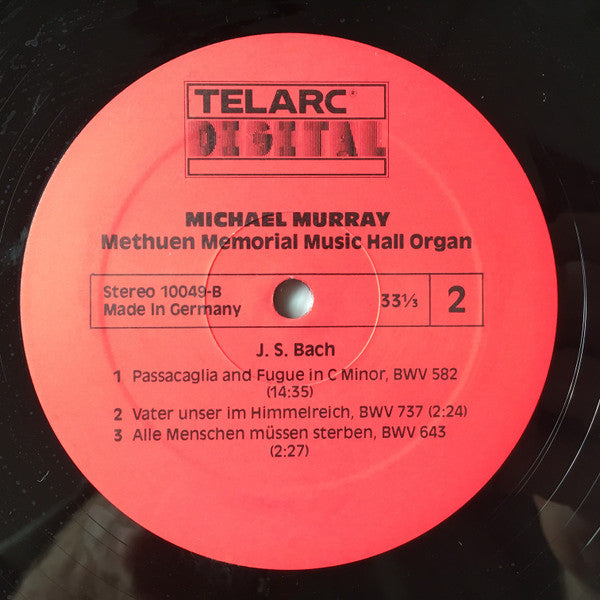 TELARC®
DIGITAL
MICHAEL MURRAY
Methuen Memorial Music Hall Organ
Stereo 10049-B
Made In Germany
33⅓
2
J. S. Bach
1 Passacaglia and Fugue in C Minor, BWV 582
(14:35)
2 Vater unser im Himmelreich, BWV 737 (2:24)
3 Alle Menschen müssen sterben, BWV 643
(2:27)